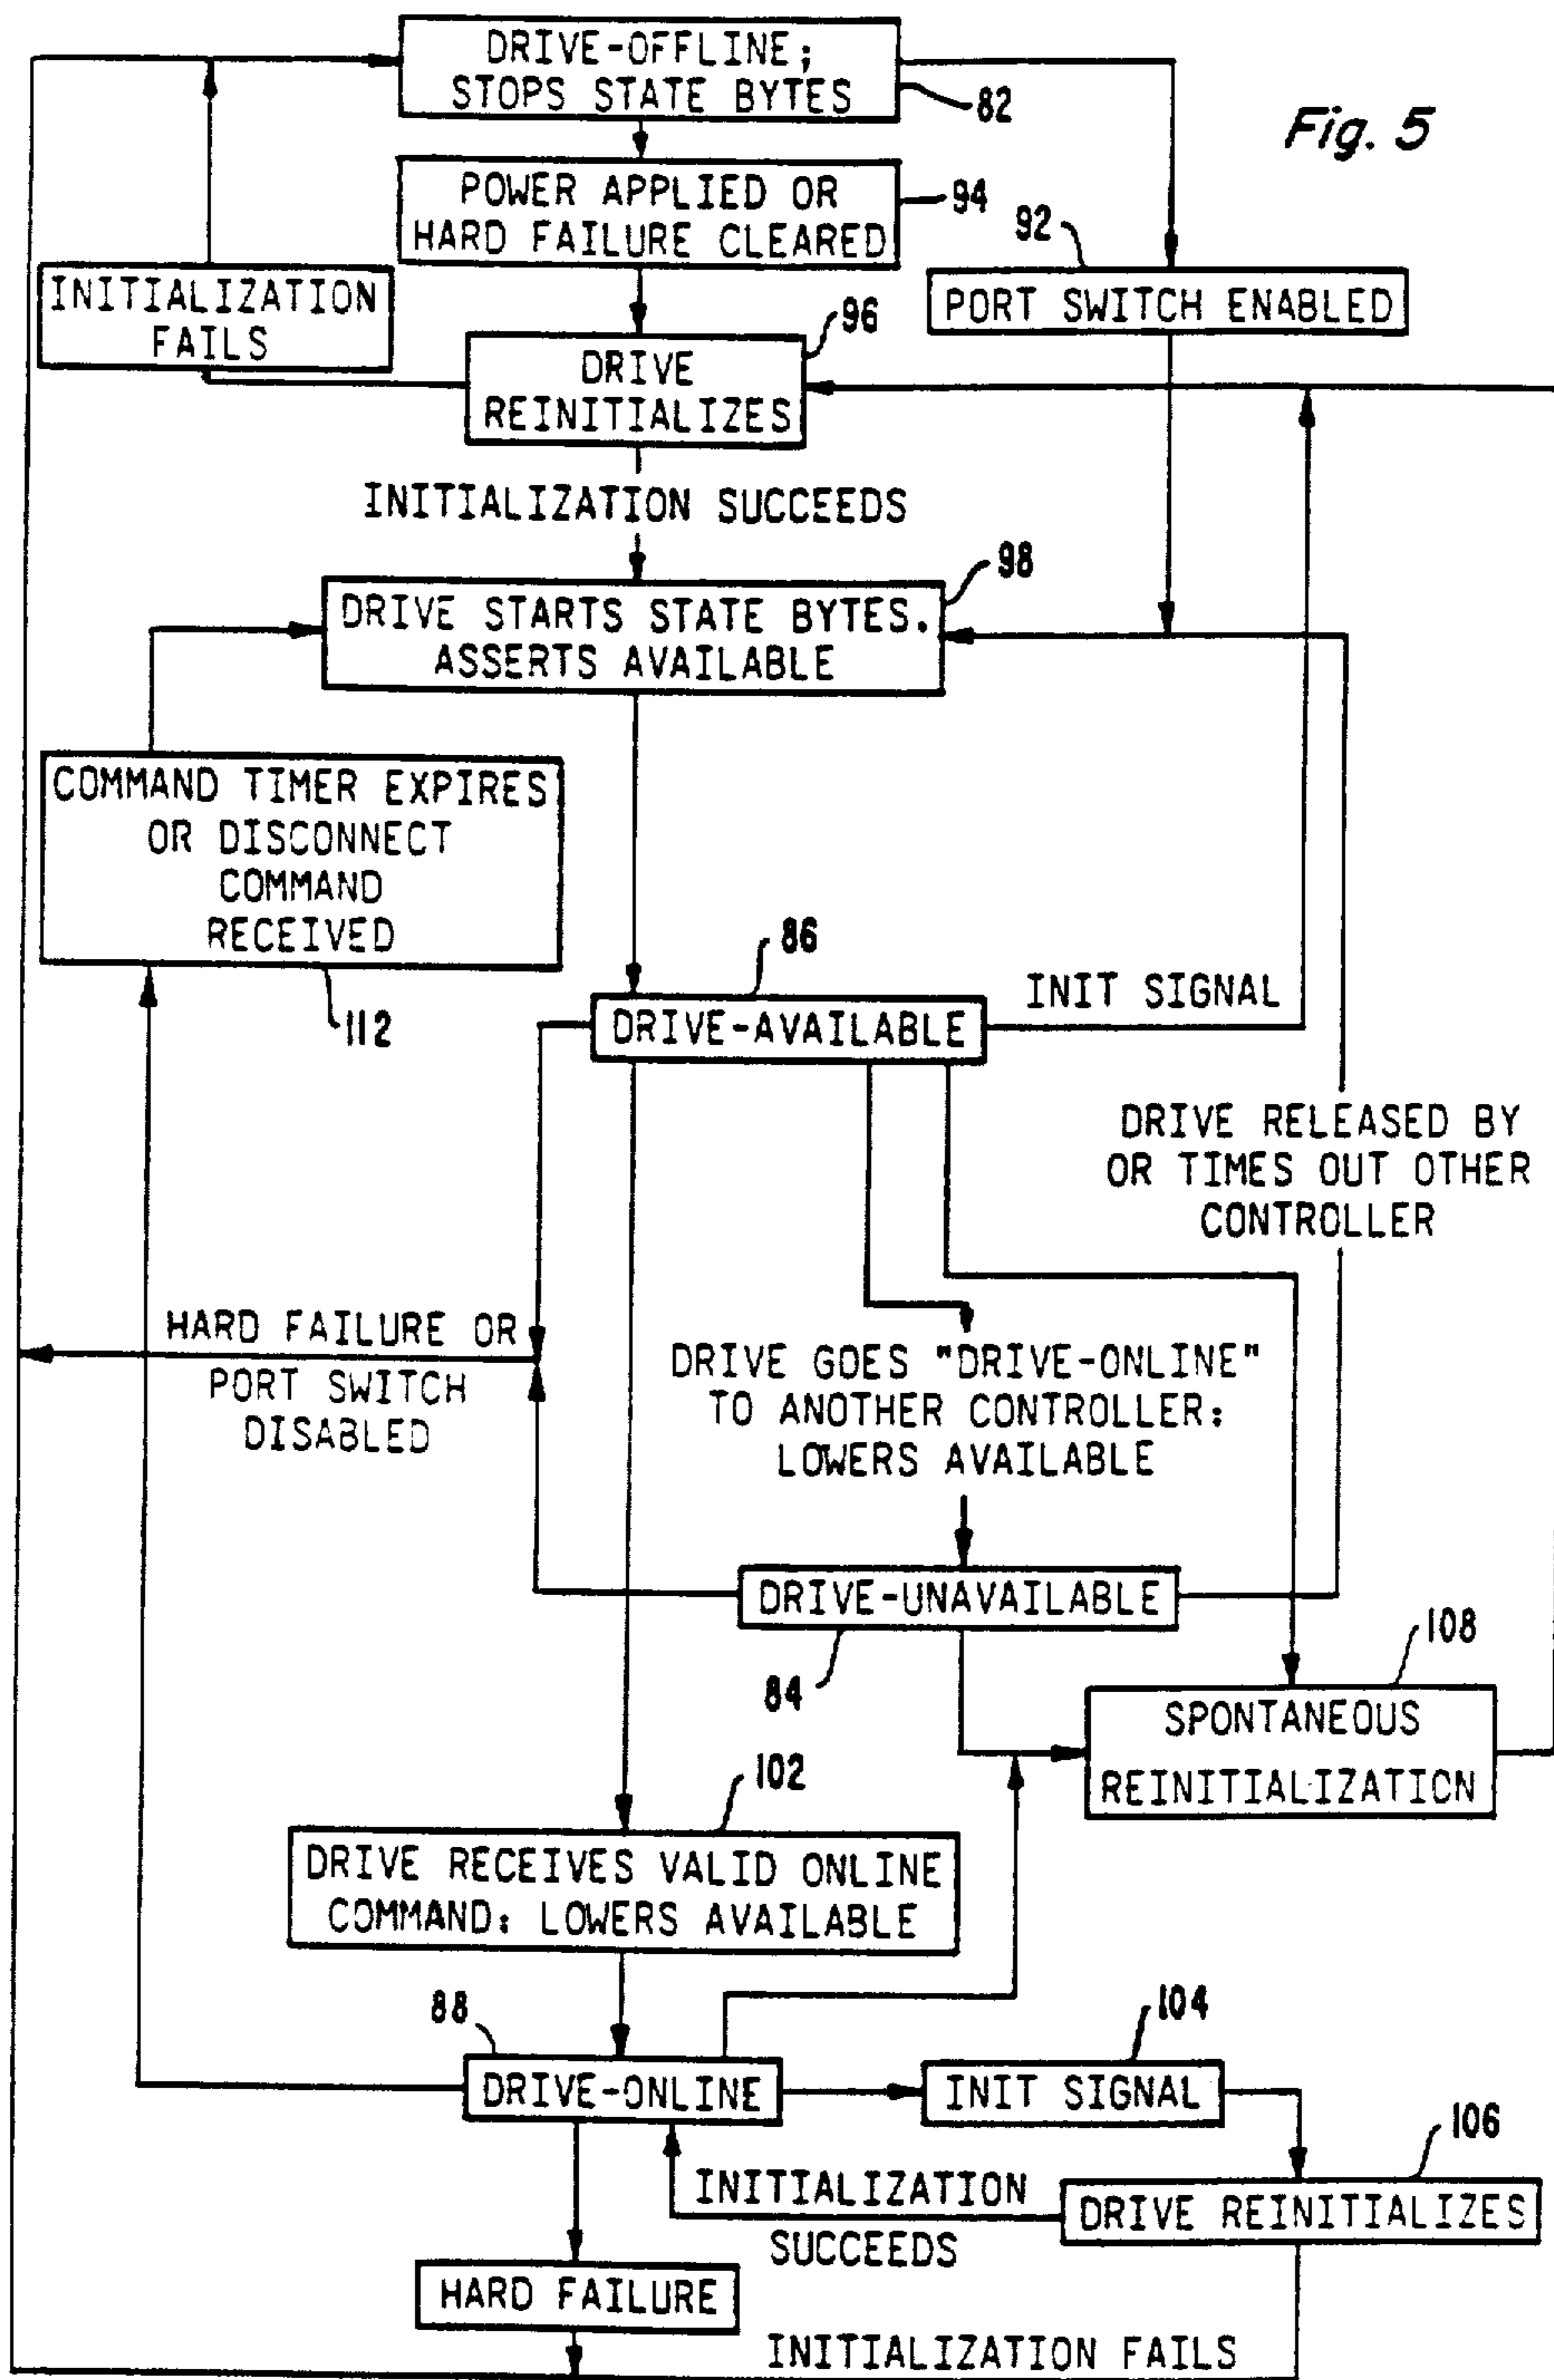 DRIVE-OFFLINE;
STOPS STATE BYTES
82
Fig. 5
POWER APPLIED OR
HARD FAILURE CLEARED
94
92
PORT SWITCH ENABLED
INITIALIZATION
FAILS
96
DRIVE
REINITIALIZES
INITIALIZATION SUCCEEDS
98
DRIVE STARTS STATE BYTES.
ASSERTS AVAILABLE
COMMAND TIMER EXPIRES
OR DISCONNECT
COMMAND
RECEIVED
112
86
DRIVE-AVAILABLE
INIT SIGNAL
DRIVE RELEASED BY
OR TIMES OUT OTHER
CONTROLLER
HARD FAILURE OR
PORT SWITCH
DISABLED
DRIVE GOES "DRIVE-ONLINE"
TO ANOTHER CONTROLLER:
LOWERS AVAILABLE
DRIVE-UNAVAILABLE
84
108
SPONTANEOUS
REINITIALIZATION
102
DRIVE RECEIVES VALID ONLINE
COMMAND: LOWERS AVAILABLE
88
DRIVE-ONLINE
104
INIT SIGNAL
106
DRIVE REINITIALIZES
INITIALIZATION
SUCCEEDS
HARD FAILURE
INITIALIZATION FAILS